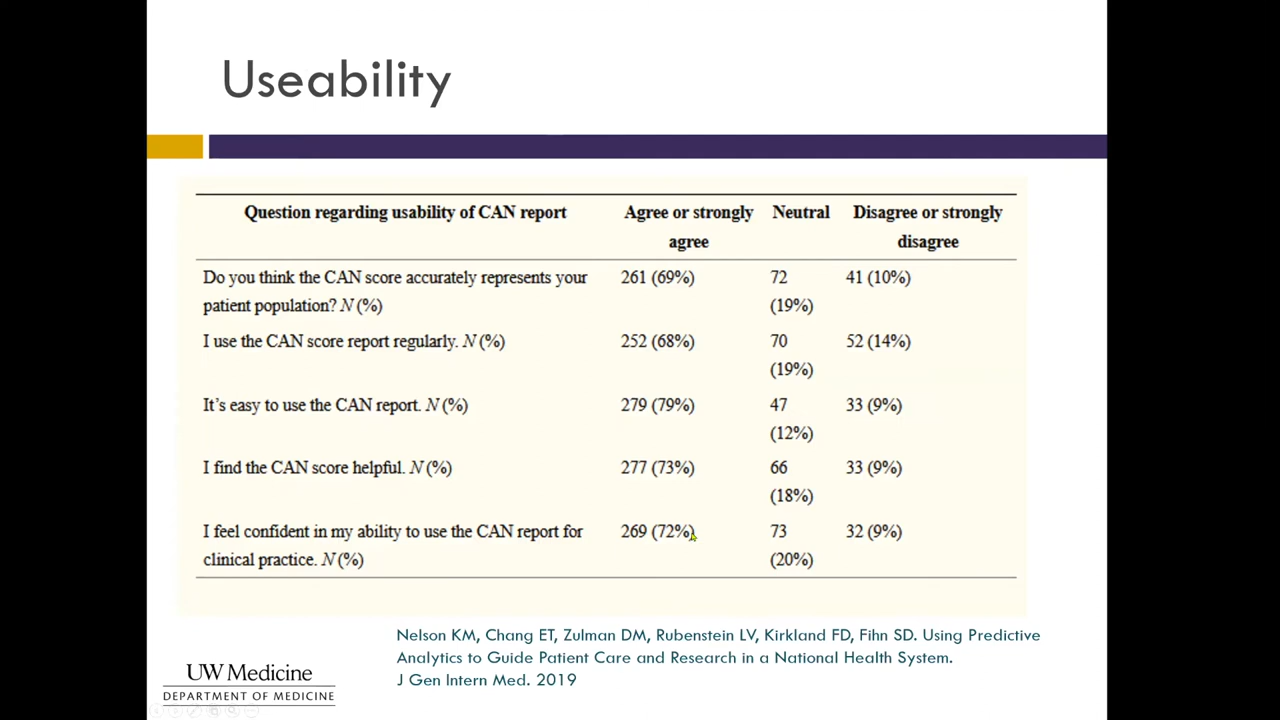 Useability
Question regarding usability of CAN report Agree or strongly agree Neutral Disagree or strongly disagree
Do you think the CAN score accurately represents your 261 (69%) 72 41 (10%)
patient population? N (%) (19%)
I use the CAN score report regularly. N (%) 252 (68%) 70 52 (14%)
(19%)
It's easy to use the CAN report. N (%) 279 (79%) 47 33 (9%)
(12%)
I find the CAN score helpful. N (%) 277 (73%) 66 33 (9%)
(18%)
I feel confident in my ability to use the CAN report for 269 (72%) 73 32 (9%)
clinical practice. N (%) (20%)
Nelson KM, Chang ET, Zulman DM, Rubenstein LV, Kirkland FD, Fihn SD. Using Predictive
Analytics to Guide Patient Care and Research in a National Health System.
J Gen Intern Med. 2019
UW Medicine
DEPARTMENT OF MEDICINE